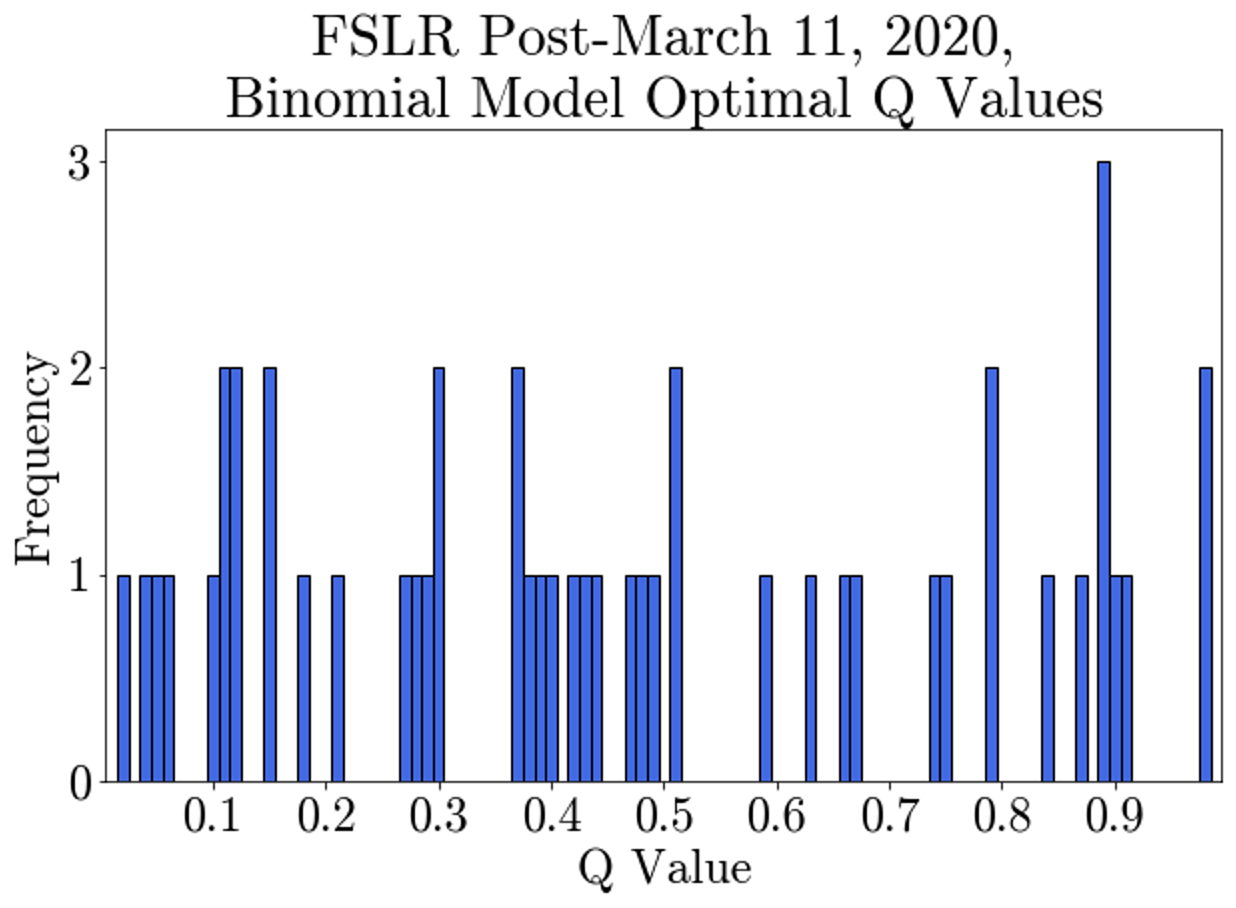 FSLR Post-March 11, 2020,
Binomial Model Optimal Q Values
3
2
1
0
Frequency
0.1 0.2 0.3 0.4 0.5 0.6 0.7 0.8 0.9
Q Value